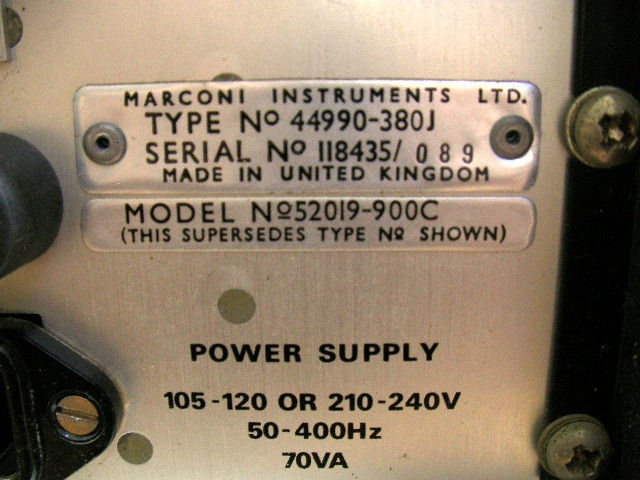 MARCONI INSTRUMENTS LTD.
TYPE Nº 44990-380J
SERIAL Nº 118435/ 089
MADE IN UNITED KINGDOM
MODEL Nº52019-900C
(THIS SUPERSEDES TYPE Nº SHOWN)
POWER SUPPLY
105-120 OR 210-240V
50-400Hz
70VA